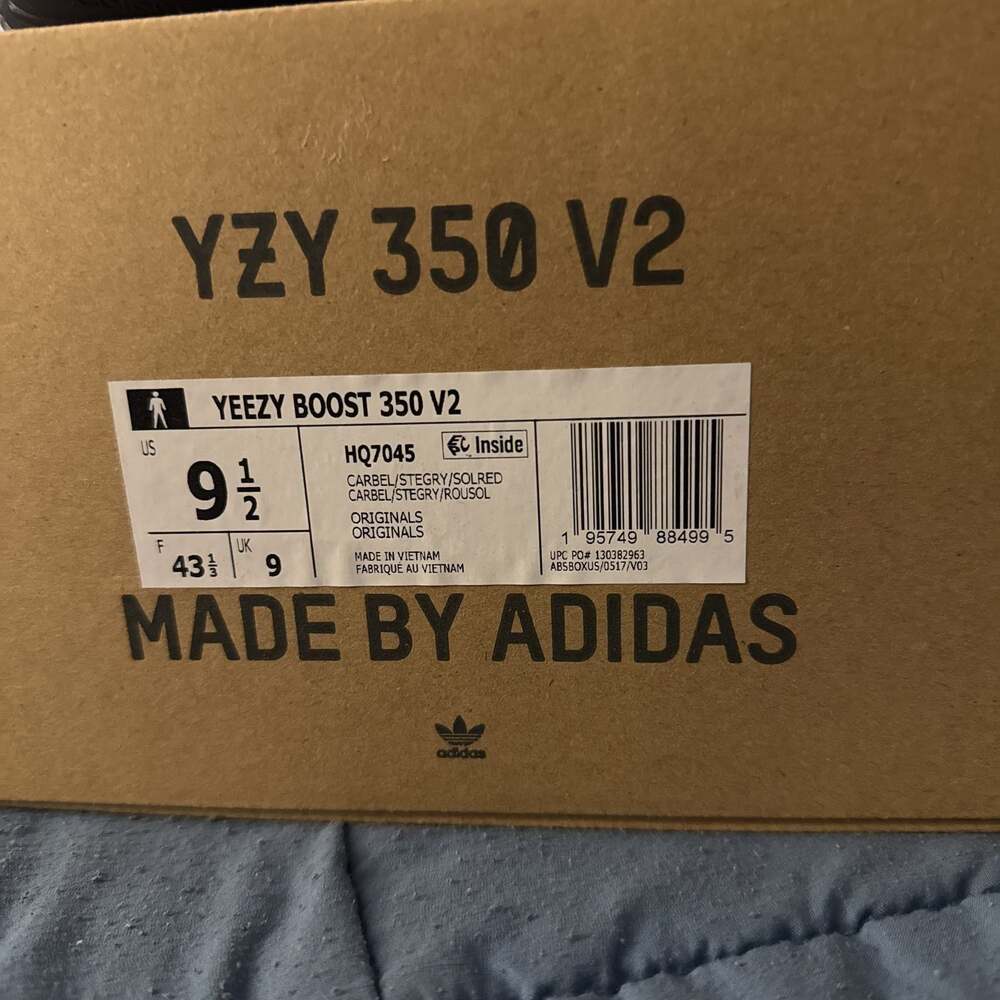 YZY 350 V2
YEEZY BOOST 350 V2
US
9 1/2
F
43 1/3
UK
9
HQ7045
Inside
CARBEL/STEGRY/SOLRED
CARBEL/STEGRY/ROUSOL
ORIGINALS
ORIGINALS
MADE IN VIETNAM
FABRIQUÉ AU VIETNAM
1 95749 88499 5
UPC PO# 130382963
ABSBOXUS/0517/V03
MADE BY ADIDAS
adidas